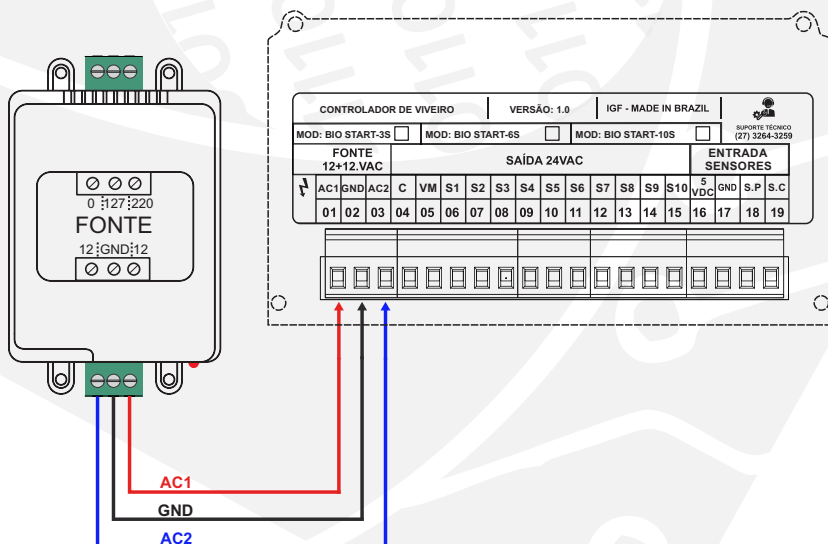 CONTROLADOR DE VIVEIRO VERSÃO: 1.0 IGF - MADE IN BRAZIL
SUPORTE TÉCNICO
(27) 3264-3259
MOD: BIO START-3S MOD: BIO START-6S MOD: BIO START-10S
FONTE
12+12.VAC
SAÍDA 24VAC
ENTRADA
SENSORES
AC1 GND AC2 C VM S1 S2 S3 S4 S5 S6 S7 S8 S9 S10 5 VDC GND S.P S.C
01 02 03 04 05 06 07 08 09 10 11 12 13 14 15 16 17 18 19
0 127 220
FONTE
12 GND 12
AC1
GND
AC2